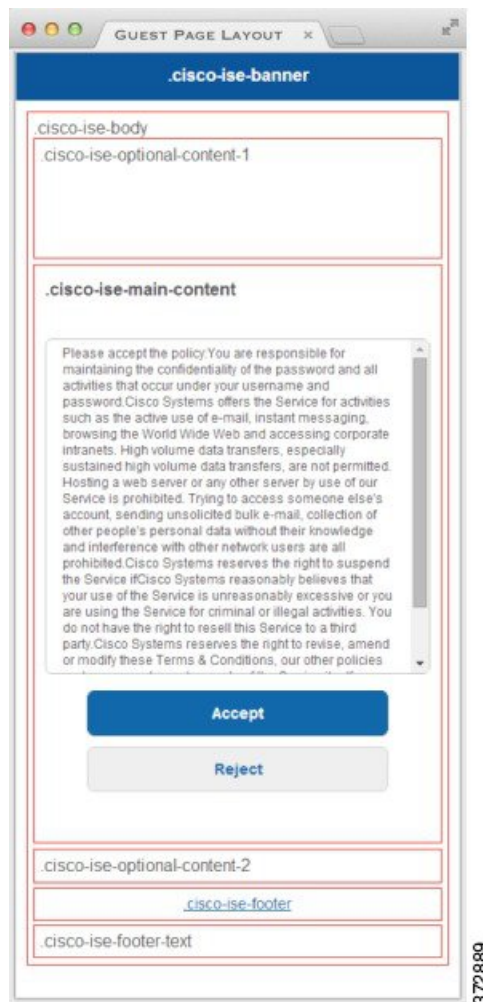 GUEST PAGE LAYOUT ×
.cisco-ise-banner
.cisco-ise-body
.cisco-ise-optional-content-1
.cisco-ise-main-content
Please accept the policy:You are responsible for
maintaining the confidentiality of the password and all
activities that occur under your username and
password.Cisco Systems offers the Service for activities
such as the active use of e-mail, instant messaging,
browsing the World Wide Web and accessing corporate
intranets. High volume data transfers, especially
sustained high volume data transfers, are not permitted.
Hosting a web server or any other server by use of our
Service is prohibited. Trying to access someone else's
account, sending unsolicited bulk e-mail, collection of
other people's personal data without their knowledge
and interference with other network users are all
prohibited.Cisco Systems reserves the right to suspend
the Service ifCisco Systems reasonably believes that
your use of the Service is unreasonably excessive or you
are using the Service for criminal or illegal activities. You
do not have the right to resell this Service to a third
party.Cisco Systems reserves the right to revise, amend
or modify these Terms & Conditions, our other policies
Accept
Reject
.cisco-ise-optional-content-2
.cisco-ise-footer
.cisco-ise-footer-text
372889